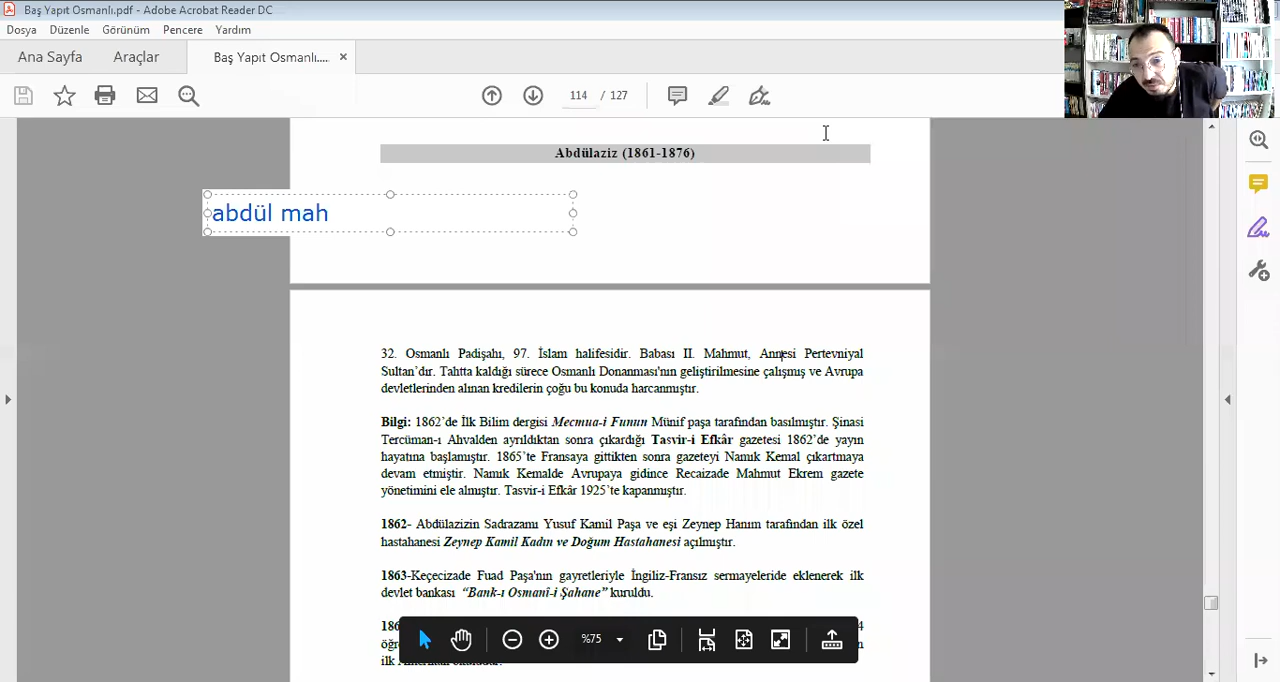 Baş Yapıt Osmanlı.pdf - Adobe Acrobat Reader DC
Dosya Düzenle Görünüm Pencere Yardım
Ana Sayfa Araçlar Baş Yapıt Osmanlı....
114 / 127
Abdülaziz (1861-1876)
abdül mah
32. Osmanlı Padişahı, 97. İslam halifesidir. Babası II. Mahmut, Annesi Pertevniyal
Sultan'dır. Tahtta kaldığı sürece Osmanlı Donanması'nın geliştirilmesine çalışmış ve Avrupa
devletlerinden alınan kredilerin çoğu bu konuda harcanmıştır.
Bilgi: 1862'de İlk Bilim dergisi Mecmua-i Funun Münif paşa tarafından basılmıştır. Şinasi
Tercüman-ı Ahvalden ayrıldıktan sonra çıkardığı Tasvir-i Efkâr gazetesi 1862'de yayın
hayatına başlamıştır. 1865'te Fransaya gittikten sonra gazeteyi Namık Kemal çıkartmaya
devam etmiştir. Namık Kemalde Avrupaya gidince Recaizade Mahmut Ekrem gazete
yönetimini ele almıştır. Tasvir-i Efkâr 1925'te kapanmıştır.
1862- Abdülazizin Sadrazamı Yusuf Kamil Paşa ve eşi Zeynep Hanım tarafından ilk özel
hastahanesi Zeynep Kamil Kadın ve Doğum Hastahanesi açılmıştır.
1863-Keçecizade Fuad Paşa'nın gayretleriyle İngiliz-Fransız sermayeleride eklenerek ilk
devlet bankası "Bank-ı Osmanî-i Şahane" kuruldu.
%75